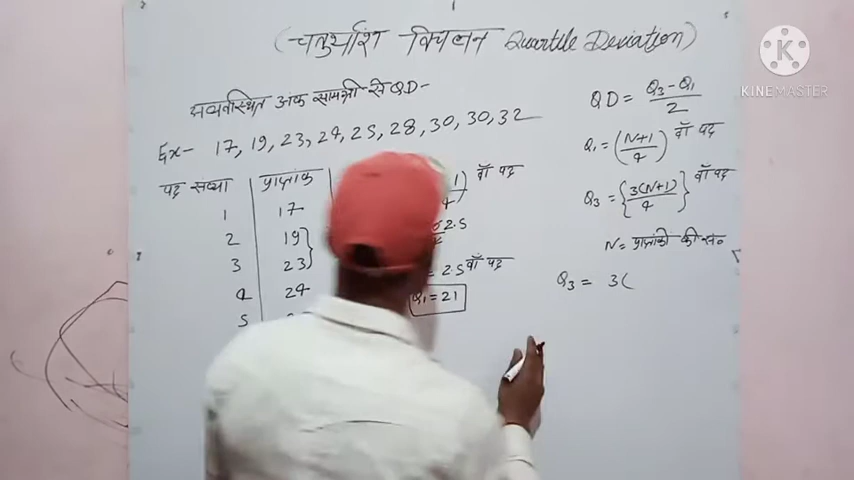 (चतुर्थांश विचलन Quartile Deviation)
अव्यवस्थित अंक सामग्री से QD-
Ex- 17, 19, 23, 24, 25, 28, 30, 30, 32
पद संख्या प्राप्तांक
1 17
2 19
3 23
4 24
5
वाँ पद
2.5
= 2.5 वाँ पद
Q₁ = 21
QD = Q₃ - Q₁ / 2
Q₁ = (N+1 / 4) वाँ पद
Q₃ = {3(N+1) / 4} वाँ पद
N = प्राप्तांको की सं०
Q₃ = 3(
K
KINEMASTER